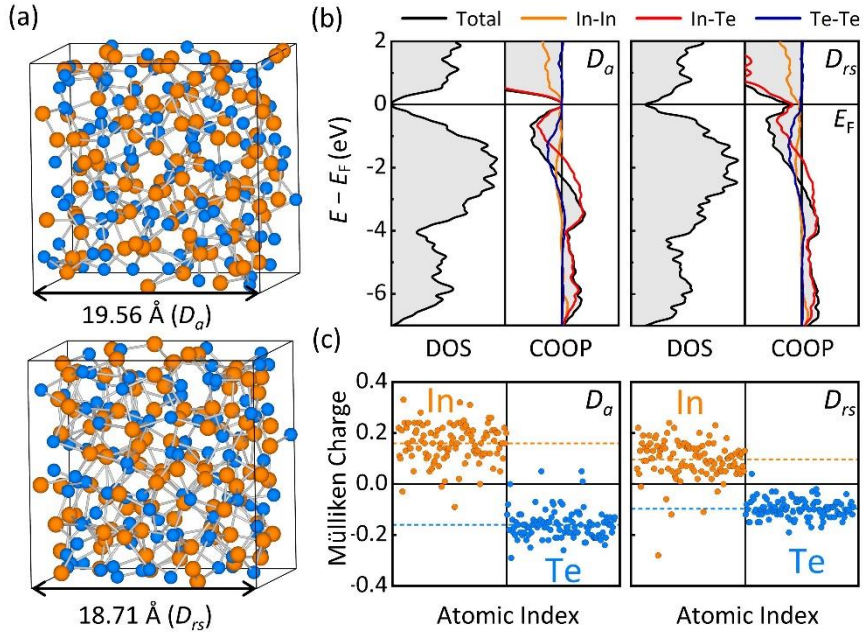 (a)
19.56 Å (Da)
18.71 Å (Drs)
(b)
Total In-In In-Te Te-Te
2
0
-2
-4
-6
E − EF (eV)
Da
Drs
EF
DOS COOP DOS COOP
(c)
0.4
0.2
0.0
-0.2
-0.4
Mülliken Charge
In
Da
Te
In
Drs
Te
Atomic Index Atomic Index